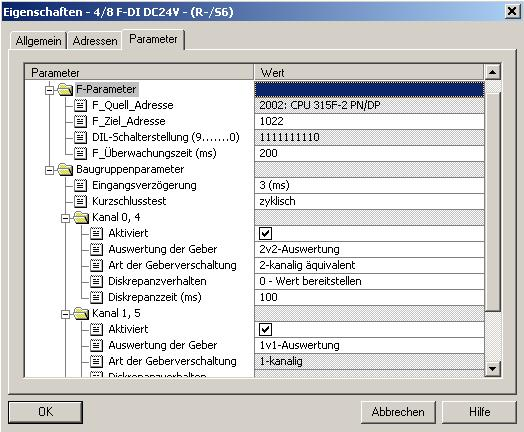 Eigenschaften - 4/8 F-DI DC24V - (R-/S6)
Allgemein Adressen Parameter
Parameter Wert
F-Parameter
F_Quell_Adresse 2002: CPU 315F-2 PN/DP
F_Ziel_Adresse 1022
DIL-Schalterstellung (9.......0) 1111111110
F_Überwachungszeit (ms) 200
Baugruppenparameter
Eingangsverzögerung 3 (ms)
Kurzschlusstest zyklisch
Kanal 0, 4
Aktiviert
Auswertung der Geber 2v2-Auswertung
Art der Geberverschaltung 2-kanalig äquivalent
Diskrepanzverhalten 0 - Wert bereitstellen
Diskrepanzzeit (ms) 100
Kanal 1, 5
Aktiviert
Auswertung der Geber 1v1-Auswertung
Art der Geberverschaltung 1-kanalig
Diskrepanzverhalten
OK Abbrechen Hilfe